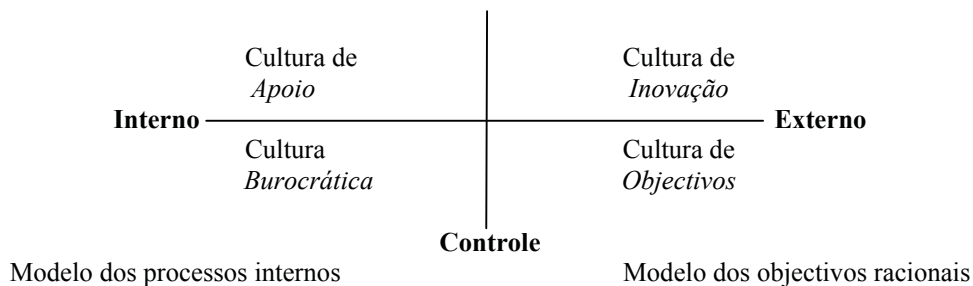 Cultura de Cultura de
Apoio Inovação
Interno Externo
Cultura Cultura de
Burocrática Objectivos
Controle
Modelo dos processos internos Modelo dos objectivos racionais